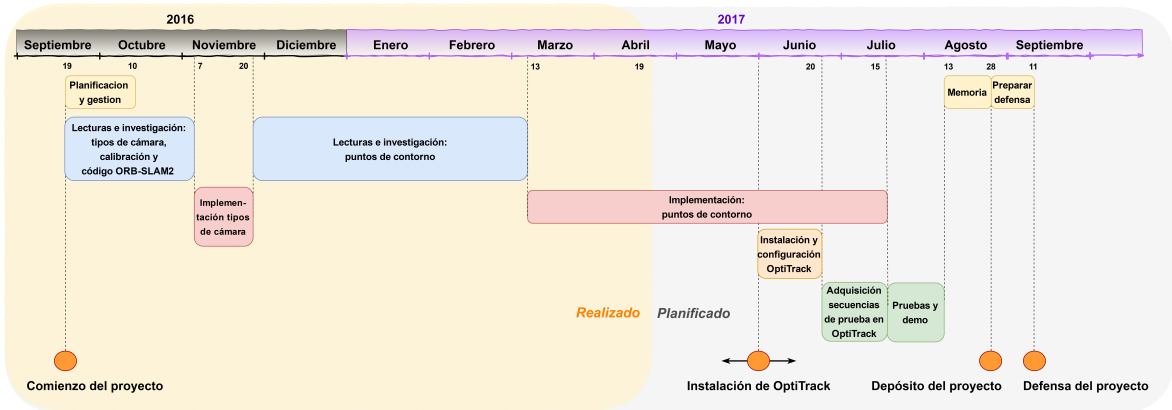 2016
2017
Septiembre
Octubre
Noviembre
Diciembre
Enero
Febrero
Marzo
Abril
Mayo
Junio
Julio
Agosto
Septiembre
19
10
7
20
13
19
20
15
13
28
11
Planificacion
y gestion
Memoria
Preparar
defensa
Lecturas e investigación:
tipos de cámara,
calibración y
código ORB-SLAM2
Lecturas e investigación:
puntos de contorno
Implemen-
tación tipos
de cámara
Implementación:
puntos de contorno
Instalación y
configuración
OptiTrack
Adquisición
secuencias
de prueba en
OptiTrack
Pruebas y
demo
Realizado
Planificado
Comienzo del proyecto
Instalación de OptiTrack
Depósito del proyecto
Defensa del proyecto